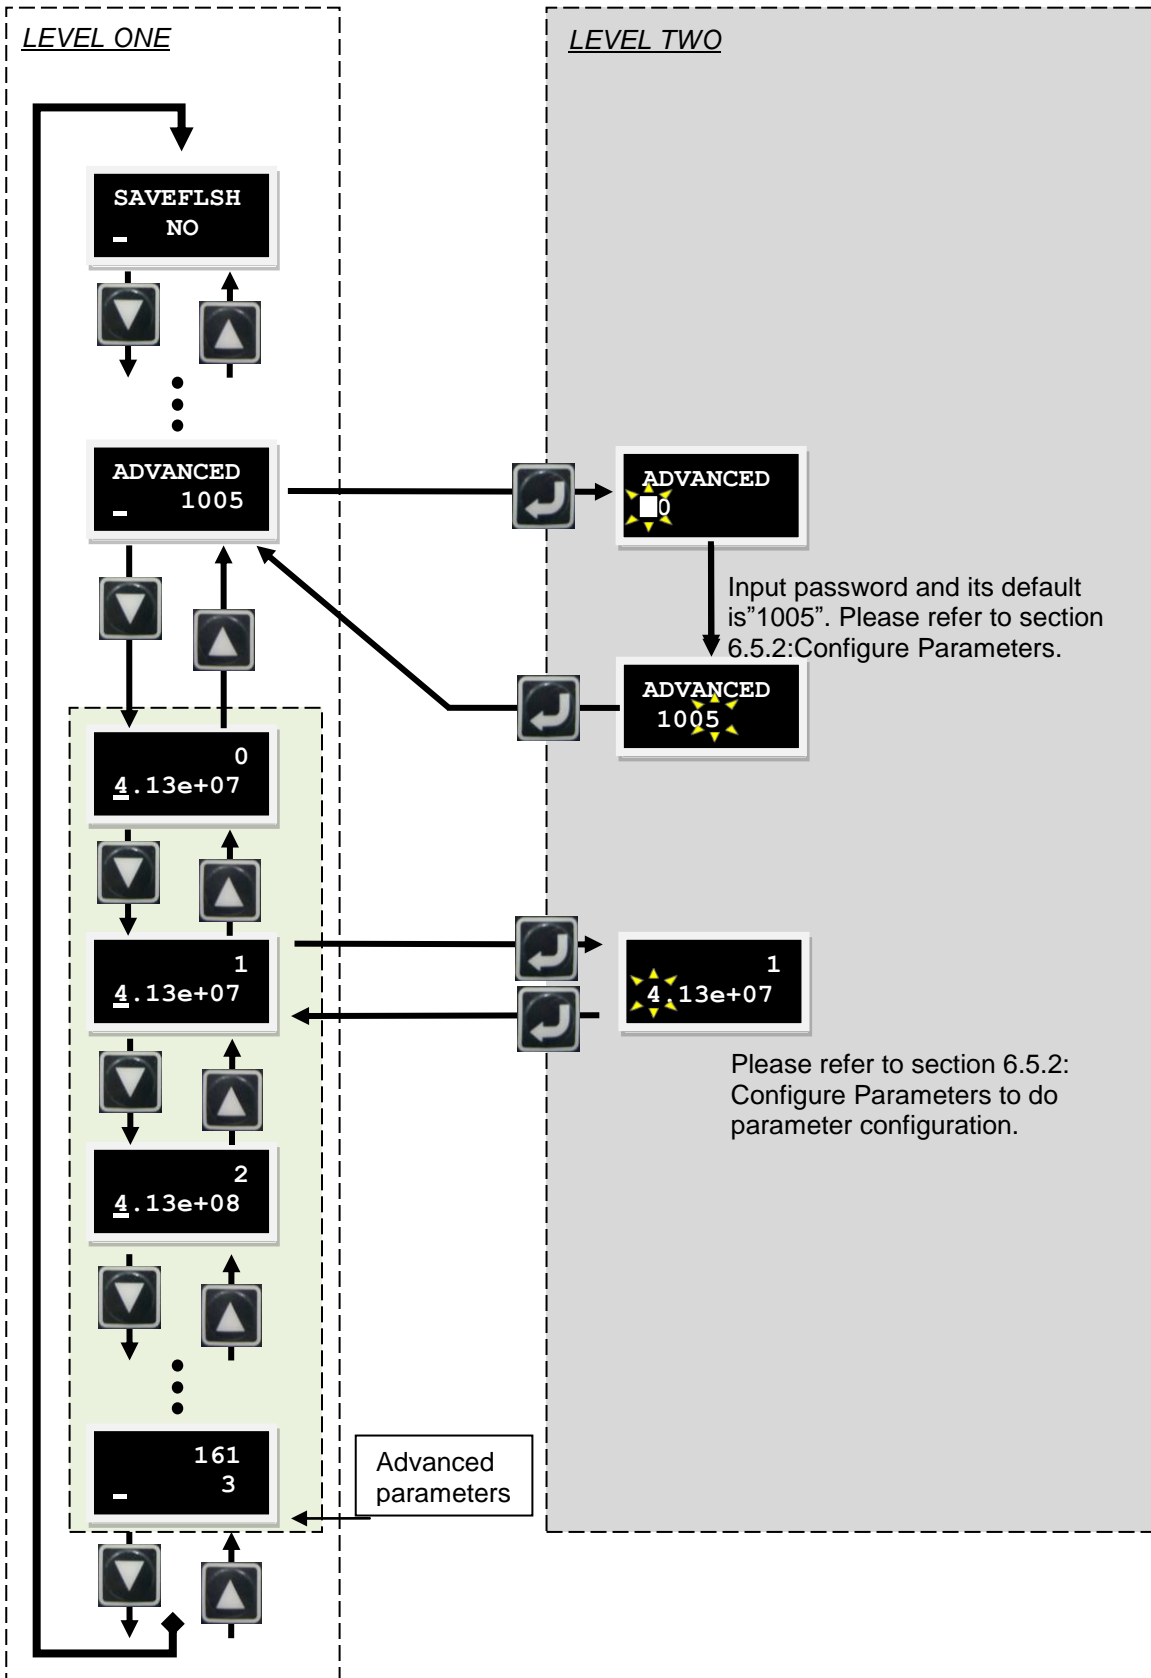 LEVEL ONE
LEVEL TWO
SAVEFLSH
_ NO
ADVANCED
_ 1005
ADVANCED
0
Input password and its default
is”1005”. Please refer to section
6.5.2:Configure Parameters.
ADVANCED
1005
0
4.13e+07
1
4.13e+07
1
4.13e+07
Please refer to section 6.5.2:
Configure Parameters to do
parameter configuration.
2
4.13e+08
161
_ 3
Advanced
parameters